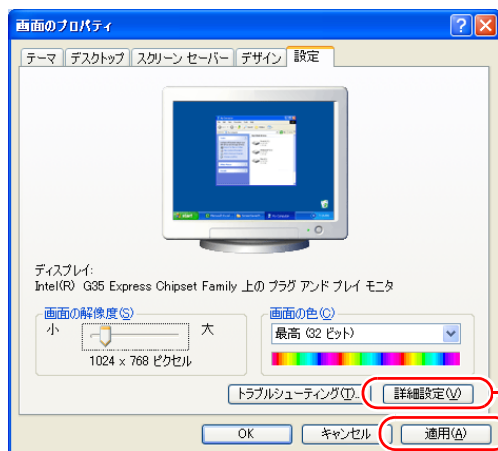 画面のプロパティ
テーマ デスクトップ スクリーン セーバー デザイン 設定
ディスプレイ:
Intel(R) G35 Express Chipset Family 上の プラグ アンド プレイ モニタ
画面の解像度(S) 画面の色(C)
小 大 最高 (32 ビット)
1024 x 768 ピクセル
トラブルシューティング(T)... 詳細設定(V)
OK キャンセル 適用(A)